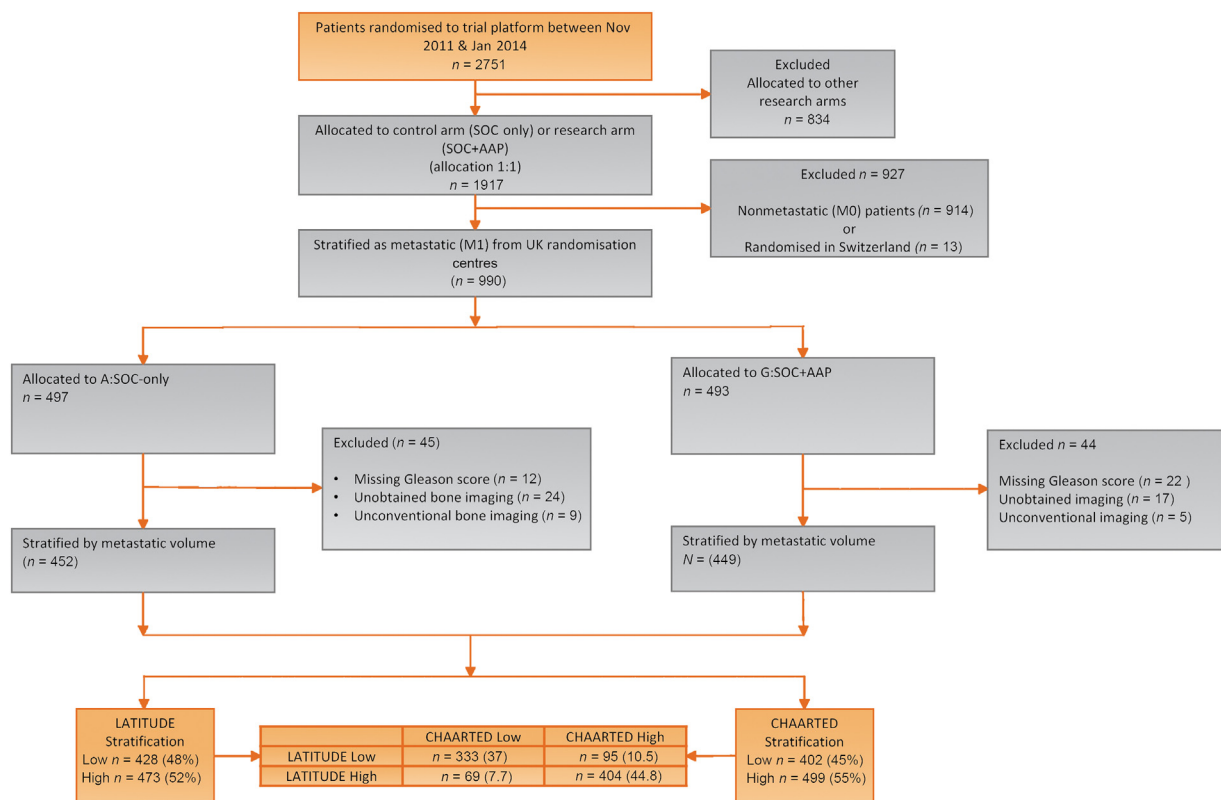 Patients randomised to trial platform between Nov
2011 & Jan 2014
n = 2751
Excluded
Allocated to other
research arms
n = 834
Allocated to control arm (SOC only) or research arm
(SOC+AAP)
(allocation 1:1)
n = 1917
Excluded n = 927
Nonmetastatic (M0) patients (n = 914)
or
Randomised in Switzerland (n = 13)
Stratified as metastatic (M1) from UK randomisation
centres
(n = 990)
Allocated to A:SOC-only
n = 497
Allocated to G:SOC+AAP
n = 493
Excluded (n = 45)
• Missing Gleason score (n = 12)
• Unobtained bone imaging (n = 24)
• Unconventional bone imaging (n = 9)
Excluded n = 44
Missing Gleason score (n = 22 )
Unobtained imaging (n = 17)
Unconventional imaging (n = 5)
Stratified by metastatic volume
(n = 452)
Stratified by metastatic volume
N = (449)
LATITUDE
Stratification
Low n = 428 (48%)
High n = 473 (52%)
CHAARTED Low CHAARTED High
LATITUDE Low n = 333 (37) n = 95 (10.5)
LATITUDE High n = 69 (7.7) n = 404 (44.8)
CHAARTED
Stratification
Low n = 402 (45%)
High n = 499 (55%)